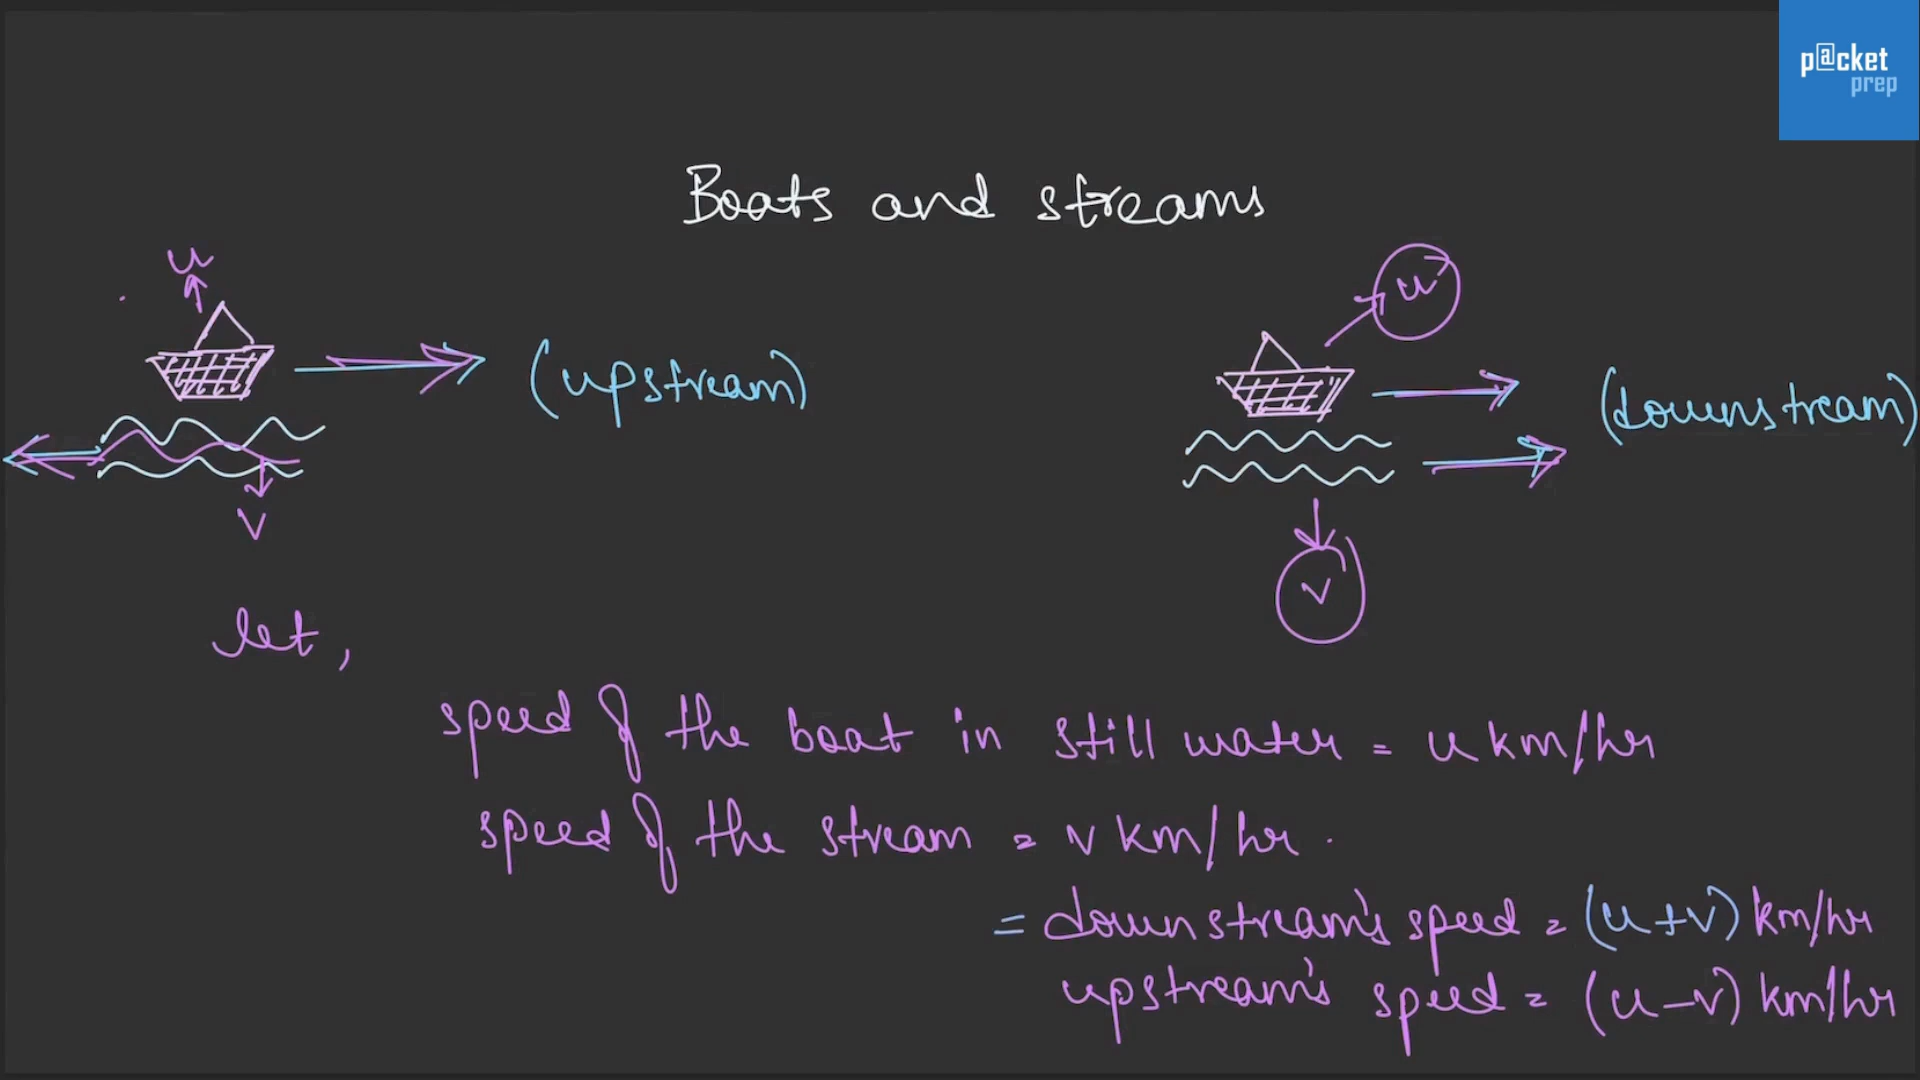 p@cket
prep
Boats and streams
u
u
(upstream)
(downstream)
v
v
let,
speed of the boat in still water = u km/hr
speed of the stream = v km/hr.
= downstream's speed = (u+v) km/hr
upstream's speed = (u-v) km/hr